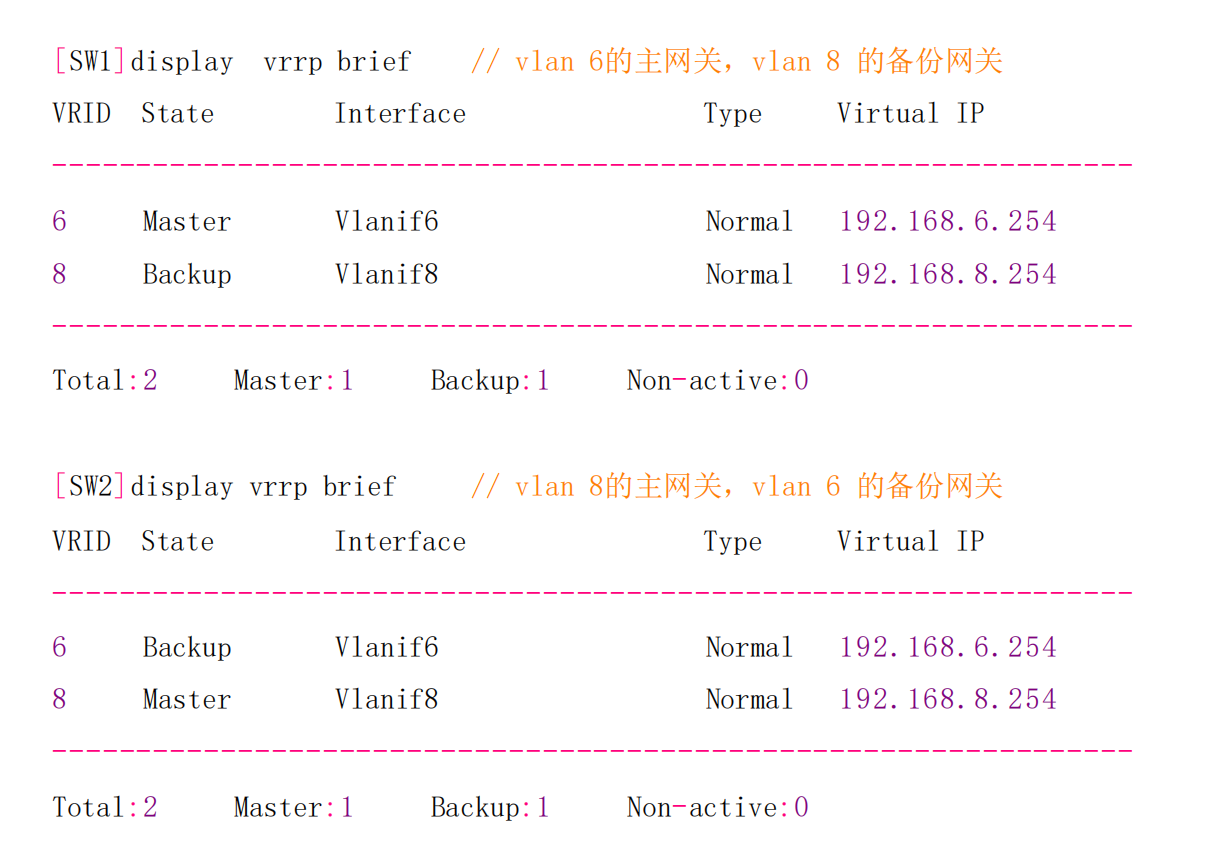 [SW1]display  vrrp brief    // vlan 6的主网关，vlan 8 的备份网关
VRID  State        Interface                Type     Virtual IP
----------------------------------------------------------------
6     Master       Vlanif6                  Normal   192.168.6.254
8     Backup       Vlanif8                  Normal   192.168.8.254
----------------------------------------------------------------
Total:2     Master:1     Backup:1     Non-active:0
[SW2]display vrrp brief     // vlan 8的主网关，vlan 6 的备份网关
VRID  State        Interface                Type     Virtual IP
----------------------------------------------------------------
6     Backup       Vlanif6                  Normal   192.168.6.254
8     Master       Vlanif8                  Normal   192.168.8.254
----------------------------------------------------------------
Total:2     Master:1     Backup:1     Non-active:0